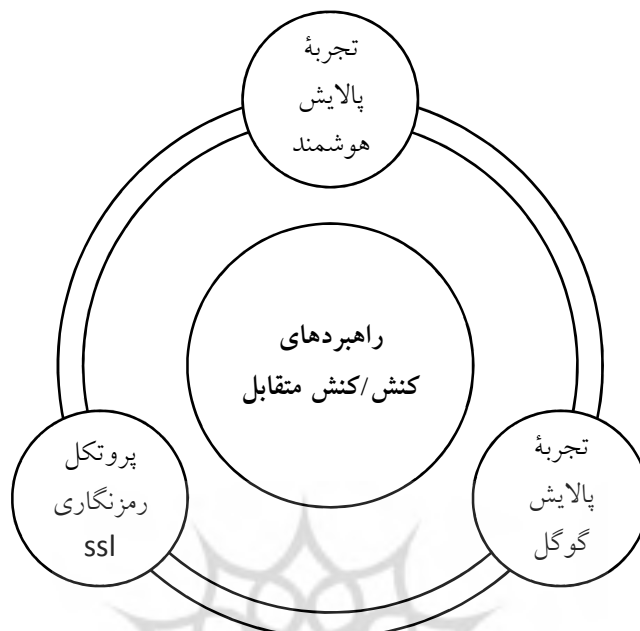 تجربهٔ
پالایش
هوشمند
راهبردهای
کنش/کنش متقابل
تجربهٔ
پالایش
گوگل
پروتکل
رمزنگاری
ssl